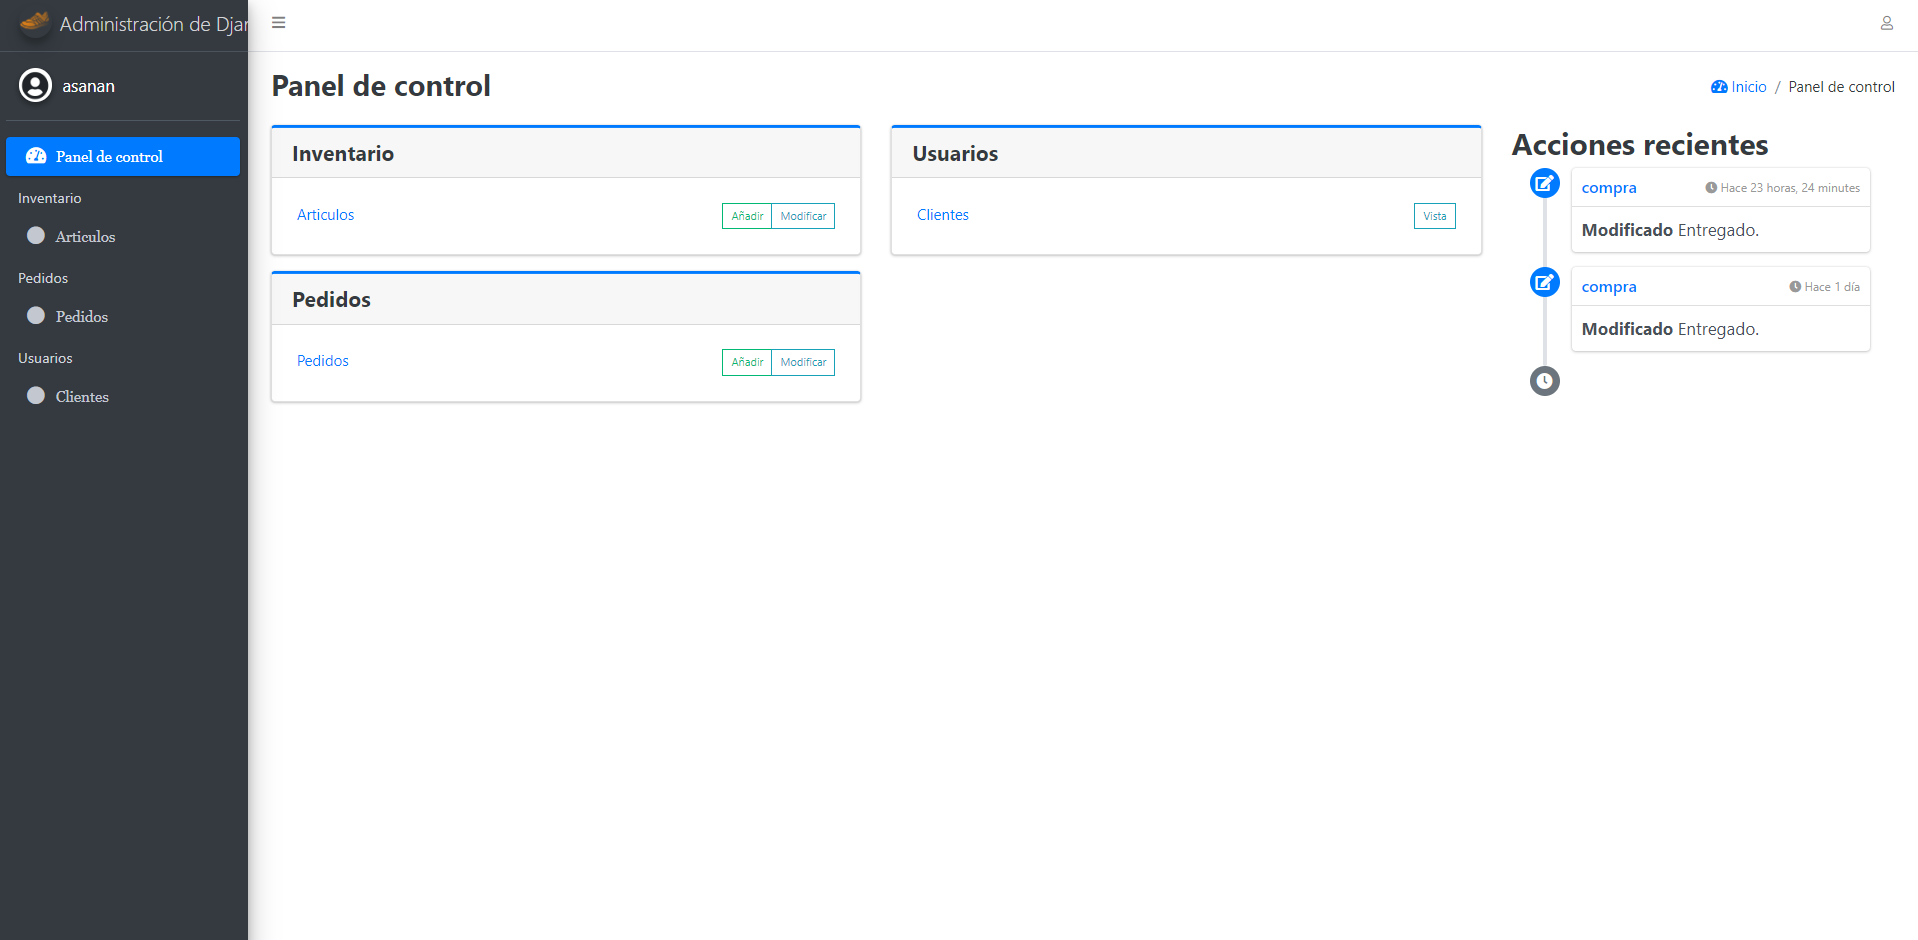 Administración de Djan
asanan
Panel de control
Inventario
Articulos
Pedidos
Pedidos
Usuarios
Clientes
Panel de control
Inicio / Panel de control
Inventario
Articulos
Añadir Modificar
Pedidos
Pedidos
Añadir Modificar
Usuarios
Clientes
Vista
Acciones recientes
compra Hace 23 horas, 24 minutes
Modificado Entregado.
compra Hace 1 día
Modificado Entregado.